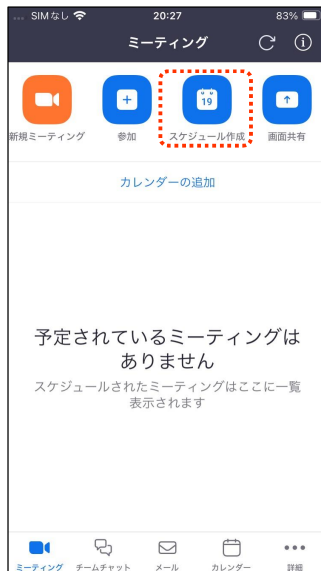 SIMなし 20:27 83%
ミーティング
19
新規ミーティング 参加 スケジュール作成 画面共有
カレンダーの追加
予定されているミーティングは
ありません
スケジュールされたミーティングはここに一覧
表示されます
ミーティング チームチャット メール カレンダー 詳細